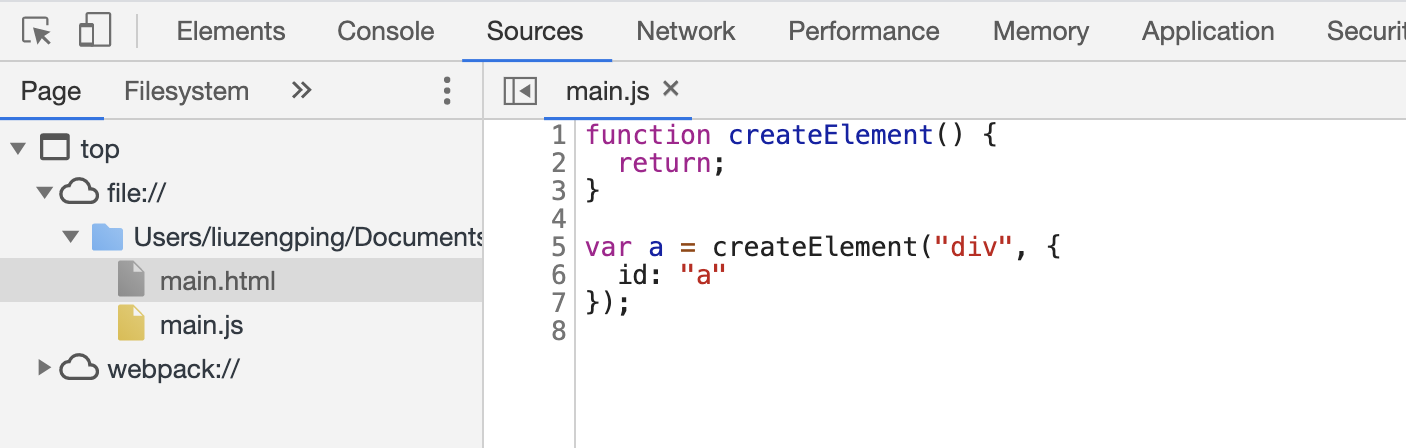 Elements Console Sources Network Performance Memory Application Securit
Page Filesystem
top
file://
Users/liuzengping/Documents
main.html
main.js
webpack://
main.js ×
1 function createElement() {
2   return;
3 }
4
5 var a = createElement("div", {
6   id: "a"
7 });
8